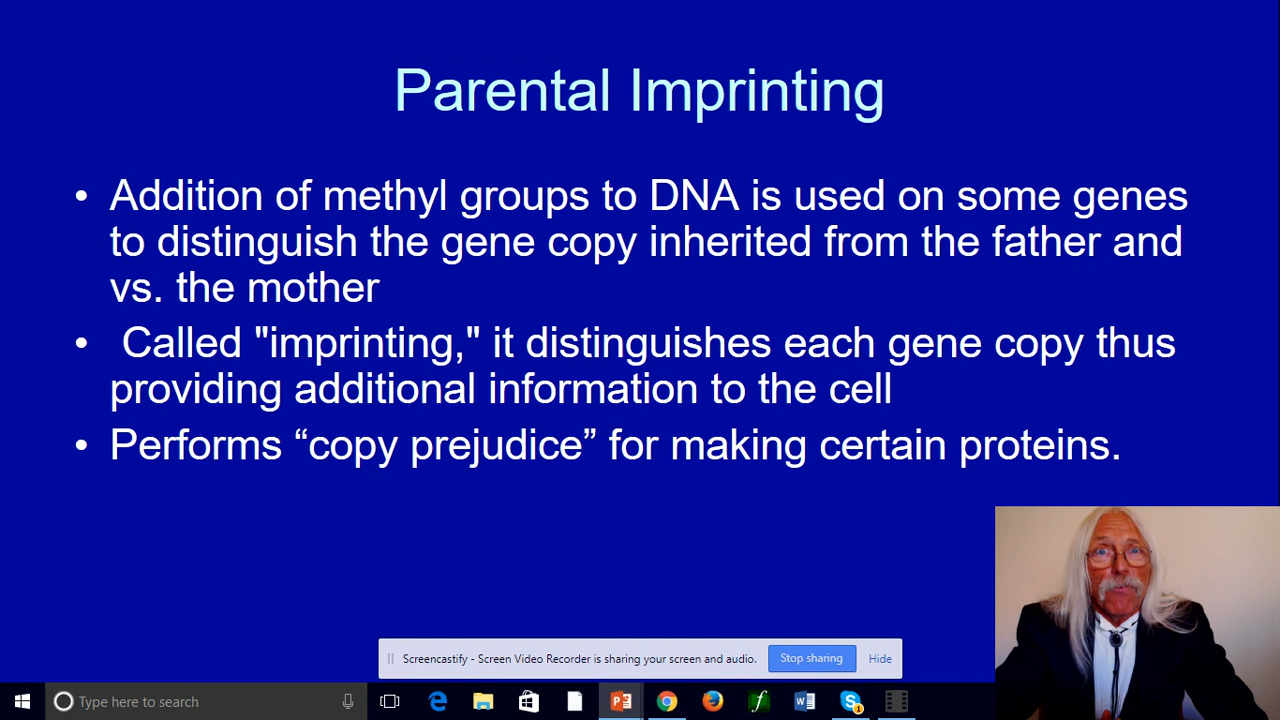 Parental Imprinting
• Addition of methyl groups to DNA is used on some genes
to distinguish the gene copy inherited from the father and
vs. the mother
• Called "imprinting," it distinguishes each gene copy thus
providing additional information to the cell
• Performs “copy prejudice” for making certain proteins.
Screencastify - Screen Video Recorder is sharing your screen and audio. Stop sharing Hide
Type here to search